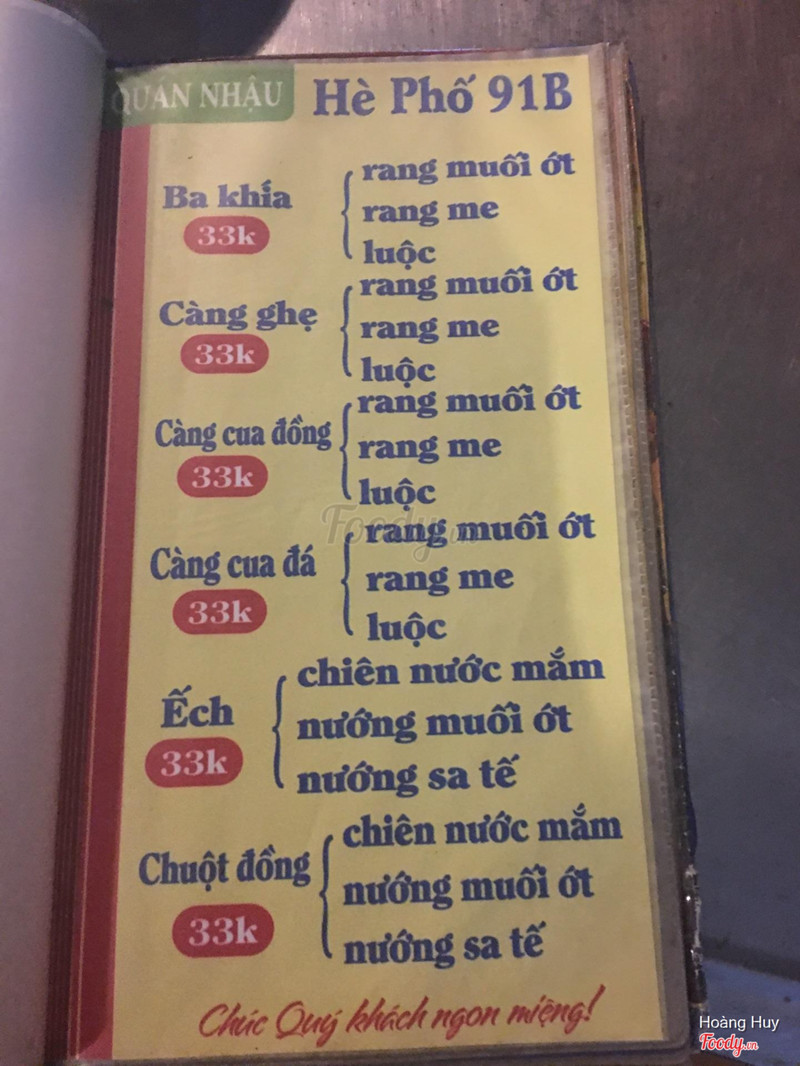 QUÁN NHẬU Hè Phố 91B
Ba khía
33k
rang muối ớt
rang me
luộc
Càng ghẹ
33k
rang muối ớt
rang me
luộc
Càng cua đồng
33k
rang muối ớt
rang me
luộc
Càng cua đá
33k
rang muối ớt
rang me
luộc
Ếch
33k
chiên nước mắm
nướng muối ớt
nướng sa tế
Chuột đồng
33k
chiên nước mắm
nướng muối ớt
nướng sa tế
Chúc Quý khách ngon miệng!
Foody.vn
Hoàng Huy
Foody.vn